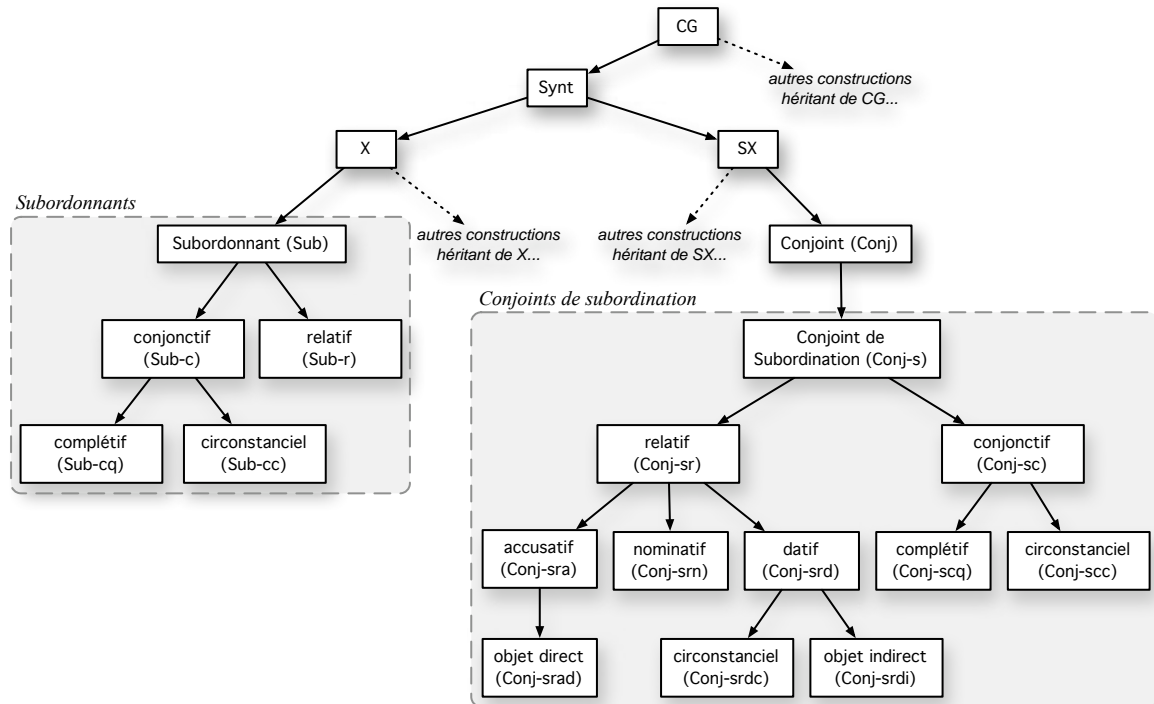 CG
autres constructions
héritant de CG...
Synt
X
SX
Subordonnants
autres constructions
héritant de X...
autres constructions
héritant de SX...
Subordonnant (Sub)
Conjoint (Conj)
Conjoints de subordination
conjonctif
(Sub-c)
relatif
(Sub-r)
Conjoint de
Subordination (Conj-s)
complétif
(Sub-cq)
circonstanciel
(Sub-cc)
relatif
(Conj-sr)
conjonctif
(Conj-sc)
accusatif
(Conj-sra)
nominatif
(Conj-srn)
datif
(Conj-srd)
complétif
(Conj-scq)
circonstanciel
(Conj-scc)
objet direct
(Conj-srad)
circonstanciel
(Conj-srdc)
objet indirect
(Conj-srdi)